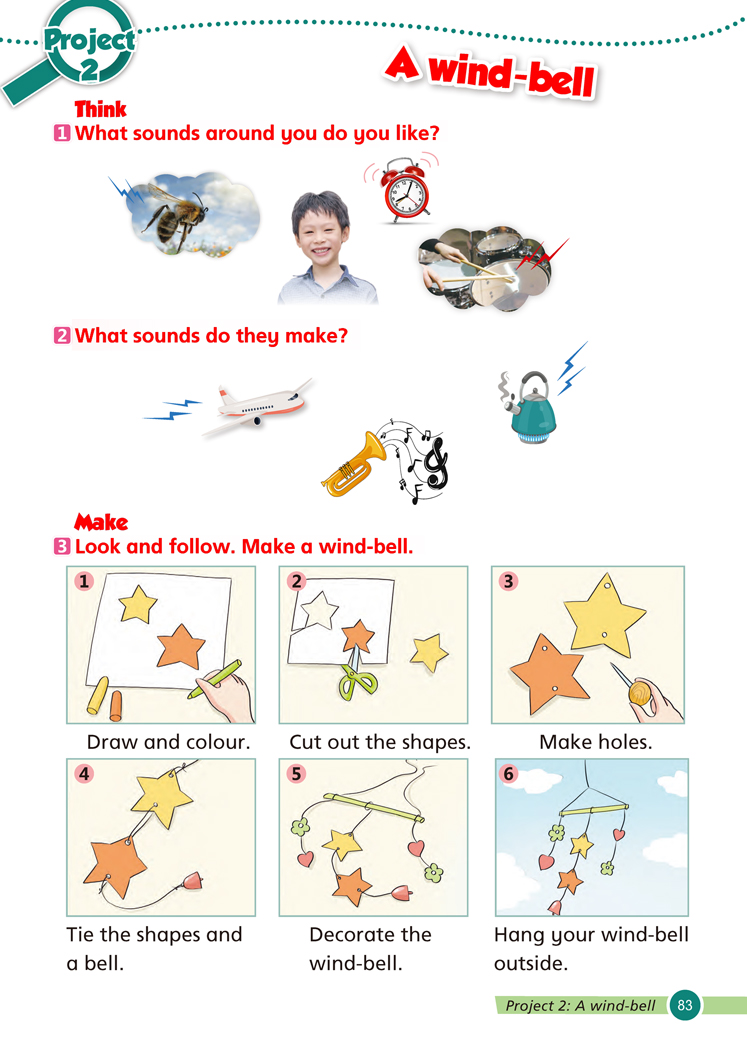 Project
2
A wind-bell
Think
1 What sounds around you do you like?
2 What sounds do they make?
Make
3 Look and follow. Make a wind-bell.
1
2
3
Draw and colour.
Cut out the shapes.
Make holes.
4
5
6
Tie the shapes and
a bell.
Decorate the
wind-bell.
Hang your wind-bell
outside.
Project 2: A wind-bell 83